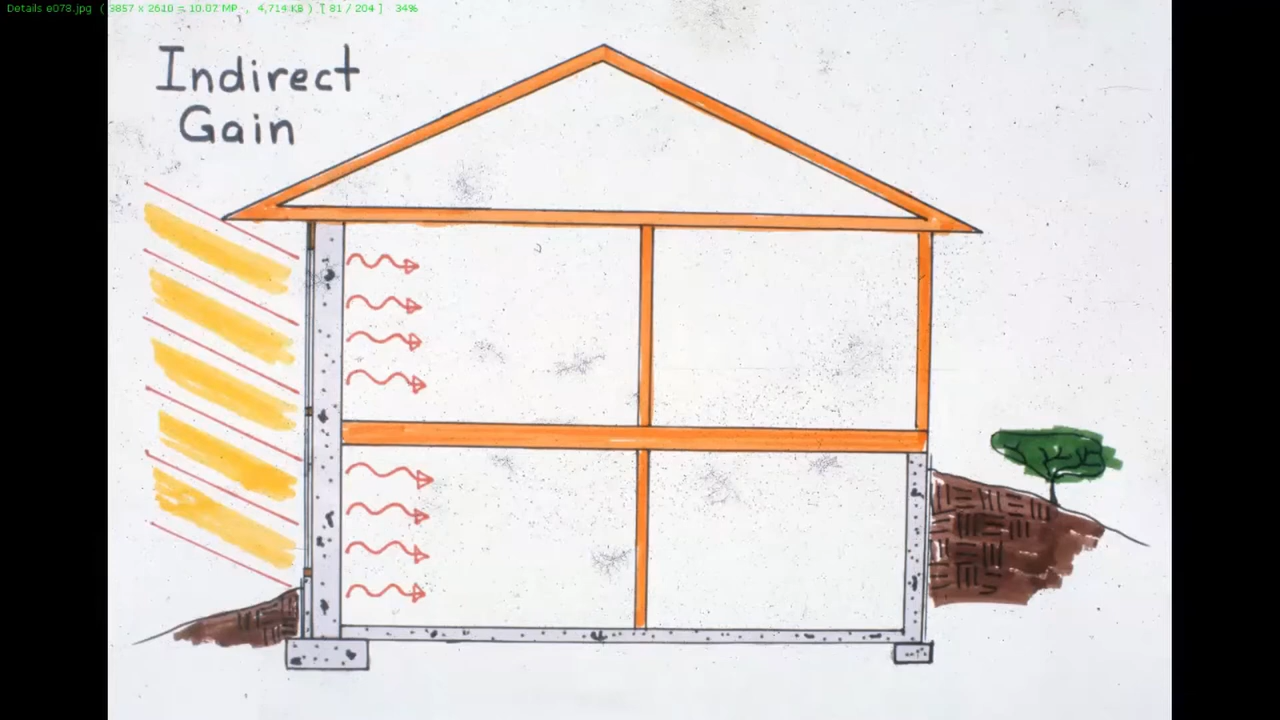 Details e078.jpg ( 3857 x 2610 = 10.07 MP , 4,714 KB ) [ 81 / 204 ] 34%
Indirect
Gain